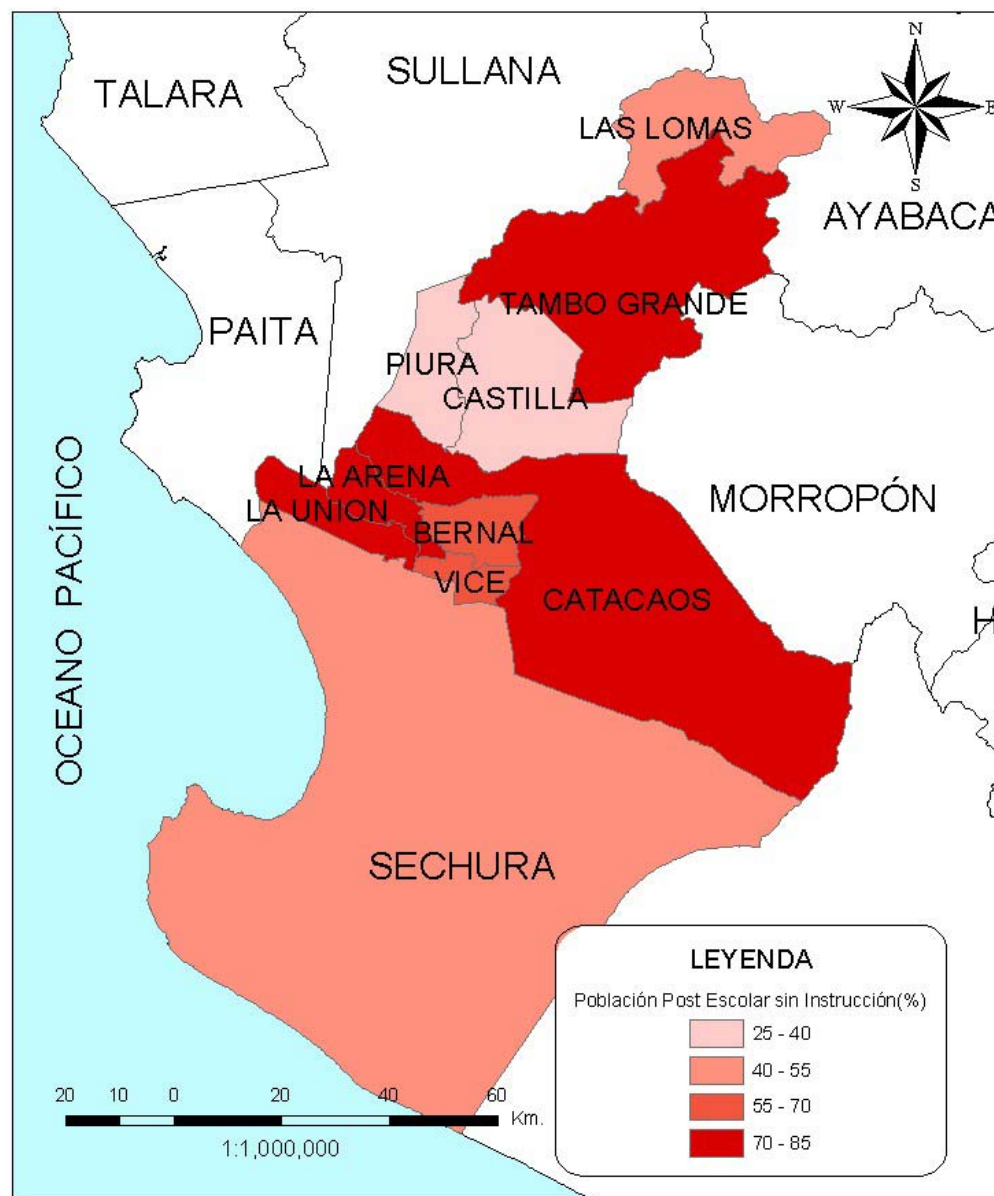 N
TALARA
SULLANA
LAS LOMAS
W
E
S
AYABACA
TAMBO GRANDE
PAITA
PIURA
CASTILLA
LA ARENA
LA UNION
BERNAL
MORROPÓN
VICE
CATACAOS
H
OCEANO PACÍFICO
SECHURA
LEYENDA
Población Post Escolar sin Instrucción(%)
25 - 40
40 - 55
55 - 70
70 - 85
20 10 0 20 40 60
Km.
1:1,000,000